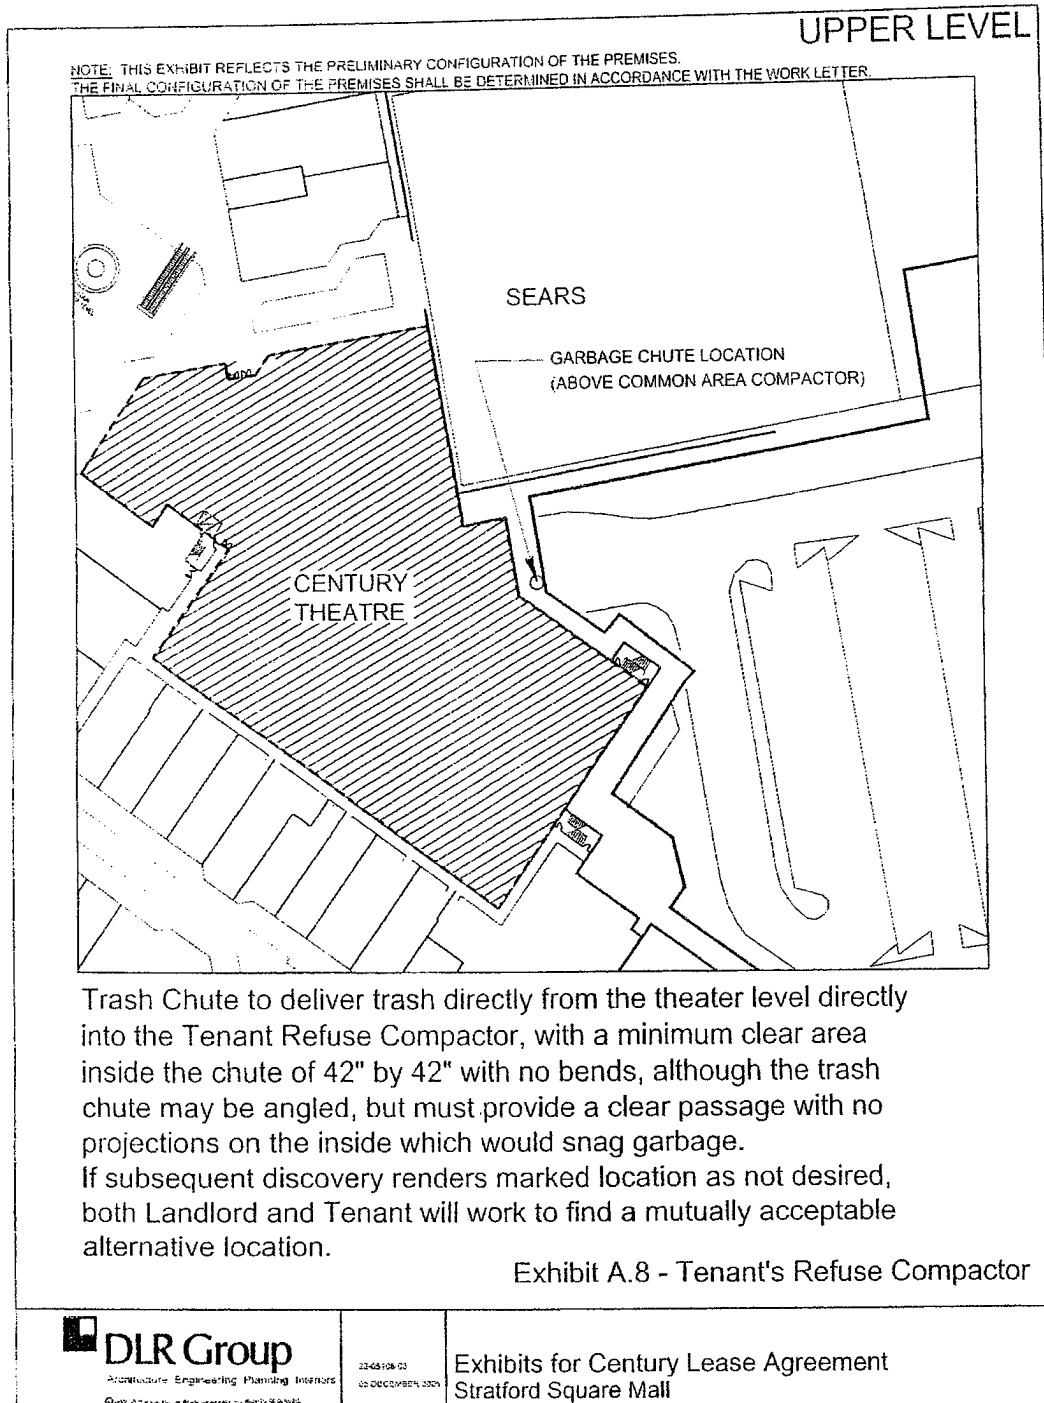 UPPER LEVEL
NOTE: THIS EXHIBIT REFLECTS THE PRELIMINARY CONFIGURATION OF THE PREMISES.
THE FINAL CONFIGURATION OF THE PREMISES SHALL BE DETERMINED IN ACCORDANCE WITH THE WORK LETTER.
SEARS
GARBAGE CHUTE LOCATION
(ABOVE COMMON AREA COMPACTOR)
CENTURY
THEATRE
Trash Chute to deliver trash directly from the theater level directly
into the Tenant Refuse Compactor, with a minimum clear area
inside the chute of 42" by 42" with no bends, although the trash
chute may be angled, but must provide a clear passage with no
projections on the inside which would snag garbage.
If subsequent discovery renders marked location as not desired,
both Landlord and Tenant will work to find a mutually acceptable
alternative location.
Exhibit A.8 - Tenant's Refuse Compactor
DLR Group
Architecture Engineering Planning Interiors
Exhibits for Century Lease Agreement
Stratford Square Mall